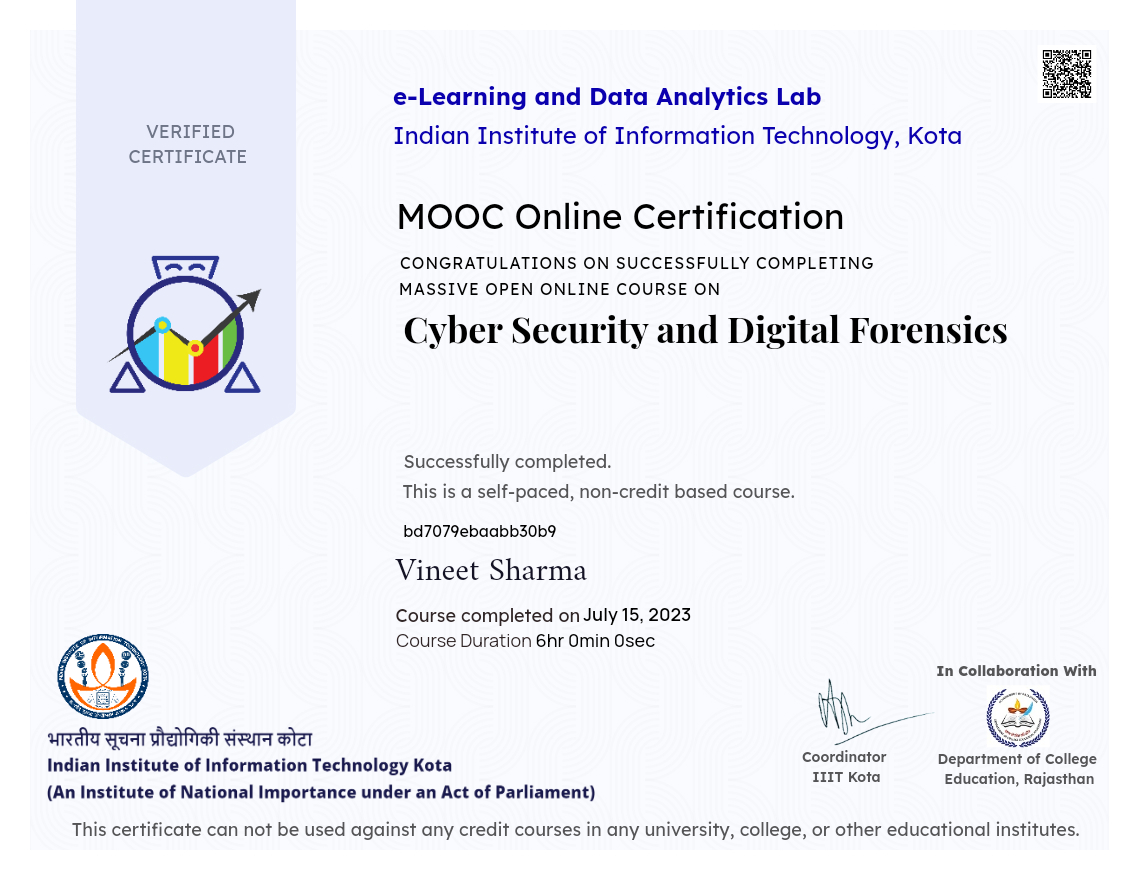 VERIFIED
CERTIFICATE
e-Learning and Data Analytics Lab
Indian Institute of Information Technology, Kota
MOOC Online Certification
CONGRATULATIONS ON SUCCESSFULLY COMPLETING
MASSIVE OPEN ONLINE COURSE ON
Cyber Security and Digital Forensics
Successfully completed.
This is a self-paced, non-credit based course.
bd7079ebaabb30b9
Vineet Sharma
Course completed on July 15, 2023
Course Duration 6hr 0min 0sec
भारतीय सूचना प्रौद्योगिकी संस्थान कोटा
Indian Institute of Information Technology Kota
(An Institute of National Importance under an Act of Parliament)
Coordinator
IIIT Kota
In Collaboration With
Department of College
Education, Rajasthan
This certificate can not be used against any credit courses in any university, college, or other educational institutes.